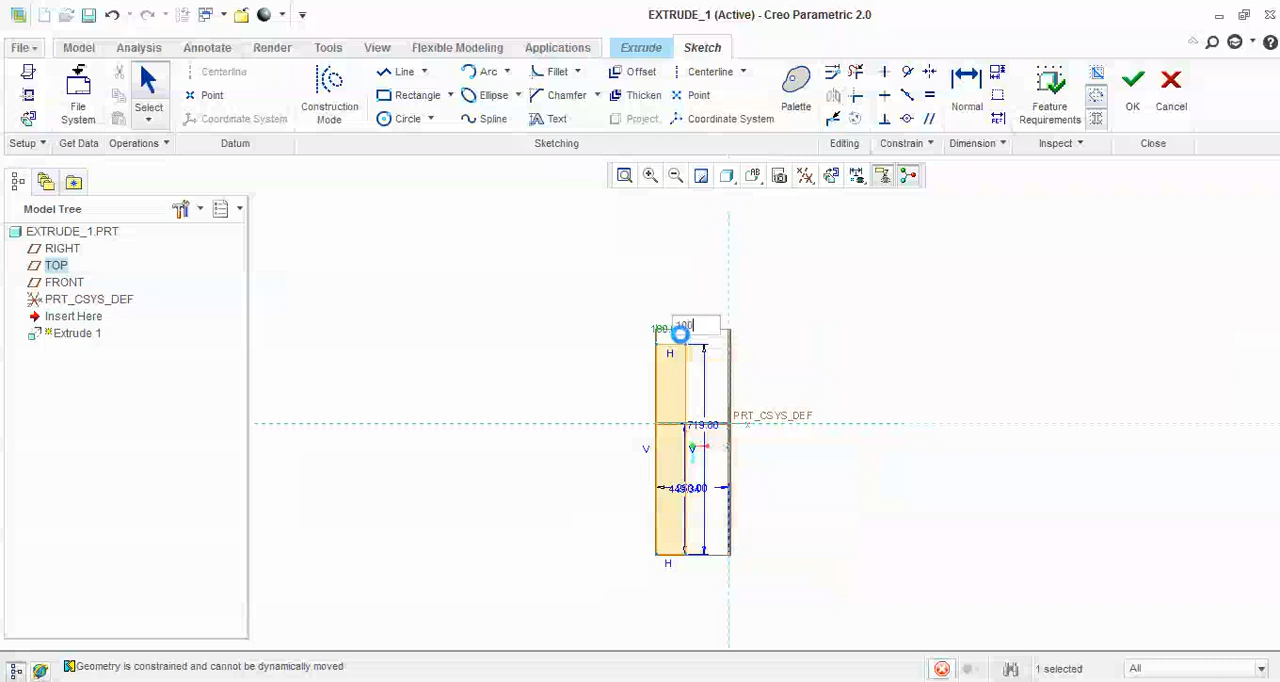 EXTRUDE_1 (Active) - Creo Parametric 2.0
File
Model
Analysis
Annotate
Render
Tools
View
Flexible Modeling
Applications
Extrude
Sketch
File System
Select
Centerline
Point
Coordinate System
Construction Mode
Line
Arc
Fillet
Offset
Centerline
Rectangle
Ellipse
Chamfer
Thicken
Point
Circle
Spline
Text
Project
Coordinate System
Palette
Normal
Feature Requirements
OK
Cancel
Setup
Get Data
Operations
Datum
Sketching
Editing
Constrain
Dimension
Inspect
Close
Model Tree
EXTRUDE_1.PRT
RIGHT
TOP
FRONT
PRT_CSYS_DEF
Insert Here
Extrude 1
H
PRT_CSYS_DEF
x
719.00
V
V
H
Geometry is constrained and cannot be dynamically moved
1 selected
All